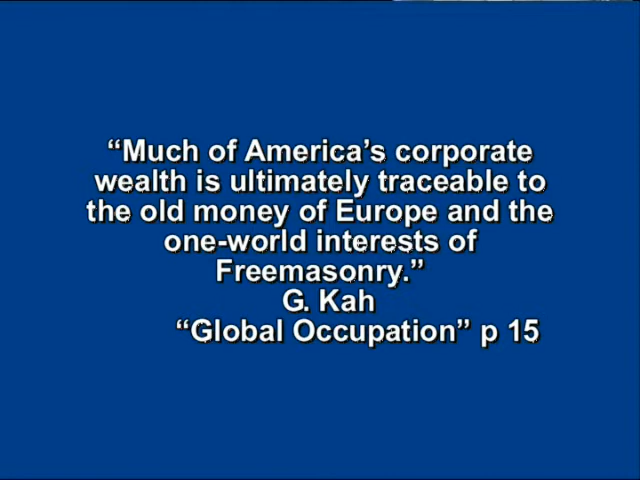 “Much of America’s corporate
wealth is ultimately traceable to
the old money of Europe and the
one-world interests of
Freemasonry.”
G. Kah
“Global Occupation” p 15